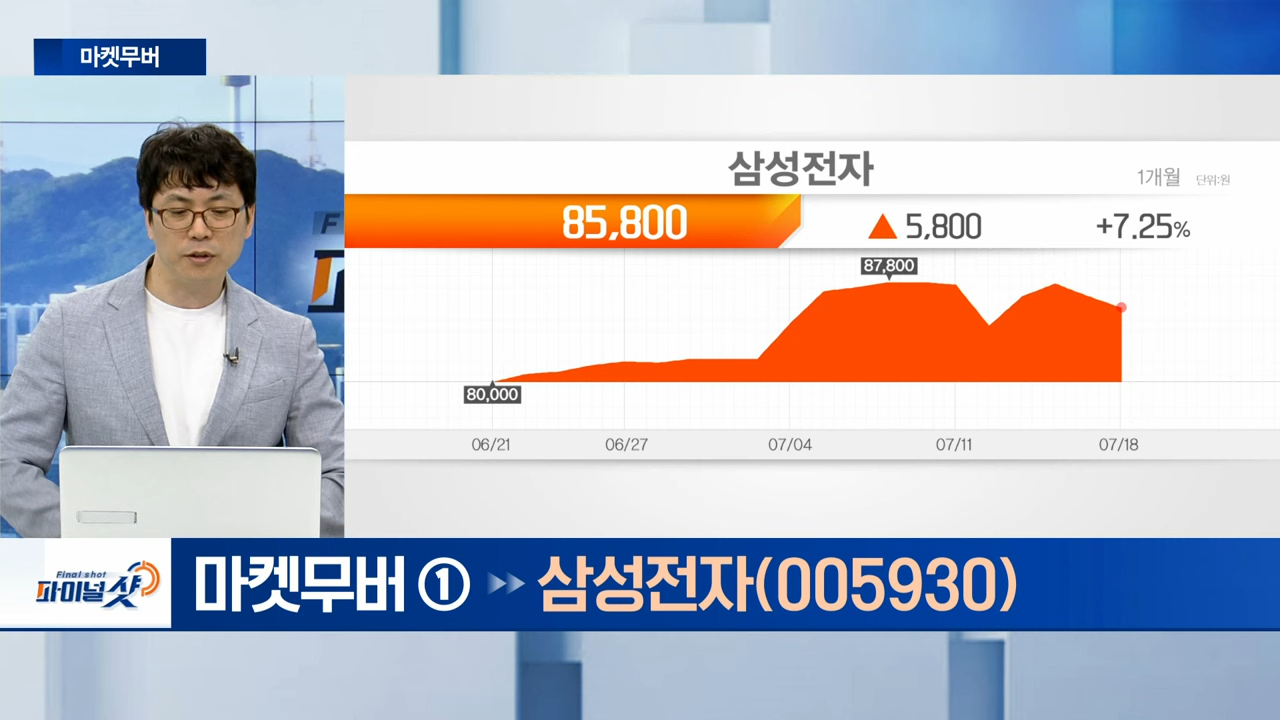 마켓무버
삼성전자
1개월 단위:원
85,800 ▲ 5,800 +7.25%
87,800
80,000
06/21 06/27 07/04 07/11 07/18
Final shot
파이널샷
마켓무버 ① 삼성전자(005930)